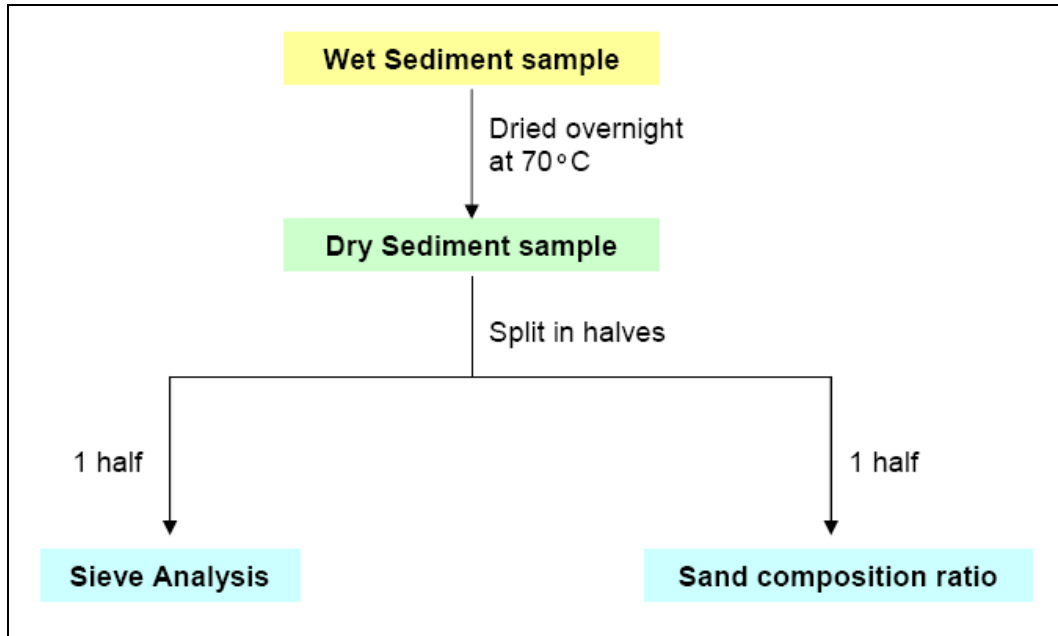 Wet Sediment sample
Dried overnight
at 70°C
Dry Sediment sample
Split in halves
1 half
1 half
Sieve Analysis
Sand composition ratio